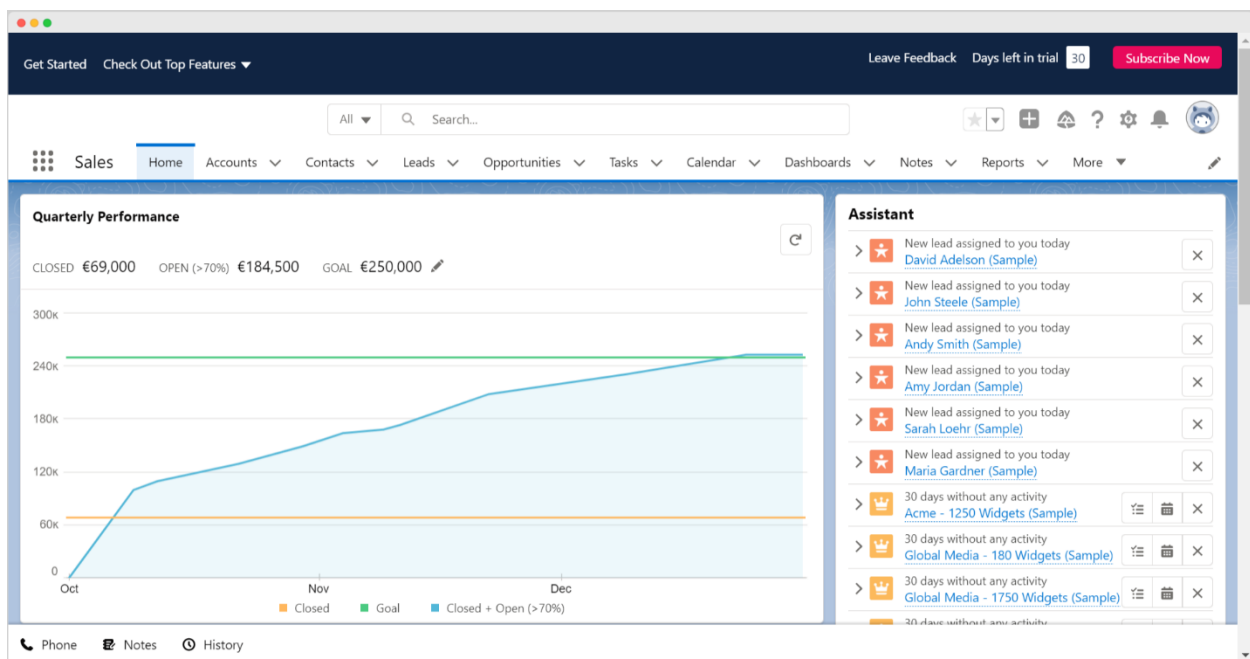 Get Started Check Out Top Features
Leave Feedback Days left in trial 30 Subscribe Now
All Search...
Sales Home Accounts Contacts Leads Opportunities Tasks Calendar Dashboards Notes Reports More
Quarterly Performance
CLOSED €69,000 OPEN (>70%) €184,500 GOAL €250,000
300K
240K
180K
120K
60K
0
Oct Nov Dec
Closed Goal Closed + Open (>70%)
Assistant
New lead assigned to you today
David Adelson (Sample)
New lead assigned to you today
John Steele (Sample)
New lead assigned to you today
Andy Smith (Sample)
New lead assigned to you today
Amy Jordan (Sample)
New lead assigned to you today
Sarah Loehr (Sample)
New lead assigned to you today
Maria Gardner (Sample)
30 days without any activity
Acme - 1250 Widgets (Sample)
30 days without any activity
Global Media - 180 Widgets (Sample)
30 days without any activity
Global Media - 1750 Widgets (Sample)
30 days without any activity
Phone Notes History